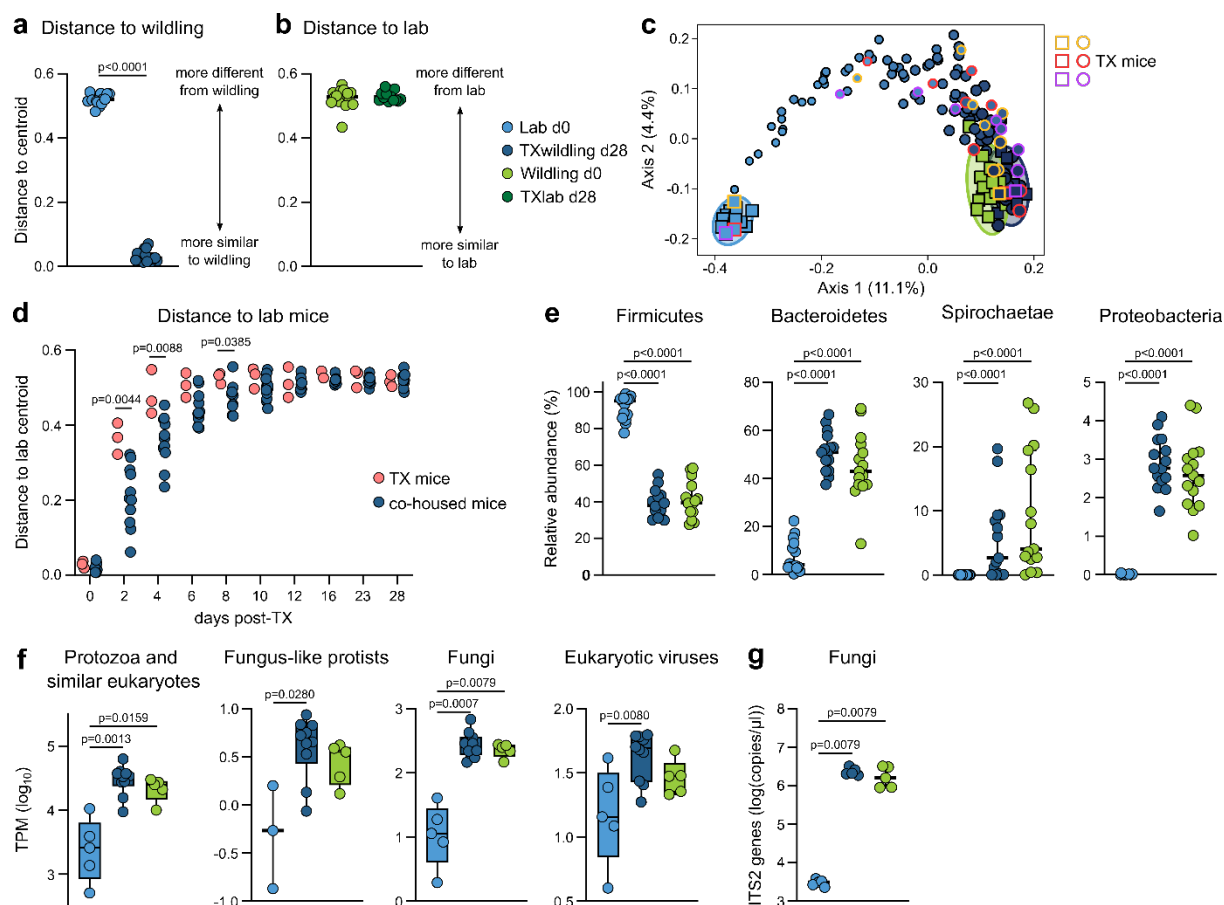 a Distance to wildling
b Distance to lab
c
p<0.0001
Distance to centroid
0.6
0.4
0.2
0.0
more different
from wildling
more similar
to wildling
0.6
0.4
0.2
0.0
more different
from lab
more similar to
lab
Lab d0
TXwildling d28
Wildling d0
TXlab d28
Axis 2 (4.4%)
0.2
0.1
0.0
-0.1
-0.2
-0.4
-0.2
0.0
0.2
Axis 1 (11.1%)
TX mice
d
Distance to lab mice
Distance to lab centroid
0.6
0.4
0.2
0.0
p=0.0044
p=0.0088
p=0.0385
TX mice
co-housed mice
0 2 4 6 8 10 12 16 23 28
days post-TX
e
Firmicutes
Relative abundance (%)
p<0.0001
p<0.0001
100
80
60
40
20
0
Bacteroidetes
p<0.0001
p<0.0001
80
60
40
20
0
Spirochaetae
p<0.0001
p<0.0001
30
20
10
0
Proteobacteria
p<0.0001
p<0.0001
5
4
3
2
1
0
f
Protozoa and
similar eukaryotes
TPM (log10)
p=0.0159
p=0.0013
5
4
3
Fungus-like protists
p=0.0280
1.0
0.5
0.0
-0.5
-1.0
Fungi
p=0.0079
p=0.0007
3
2
1
0
Eukaryotic viruses
p=0.0080
2.0
1.5
1.0
0.5
g
Fungi
ITS2 genes (log(copies/µl))
p=0.0079
p=0.0079
8
7
6
5
4
3